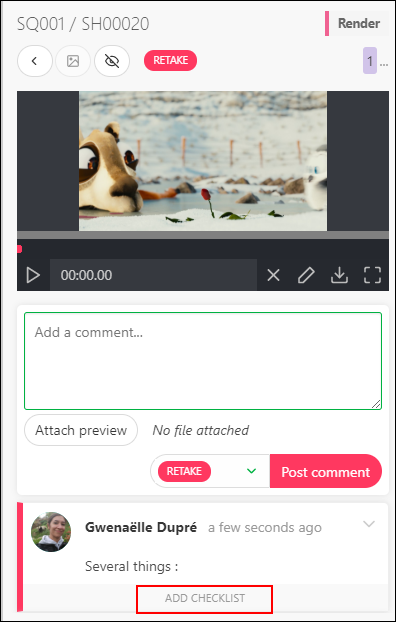 SQ001 / SH00020 Render
RETAKE 1 ...
00:00.00
Add a comment...
Attach preview No file attached
RETAKE Post comment
Gwenaëlle Dupré a few seconds ago
Several things :
ADD CHECKLIST